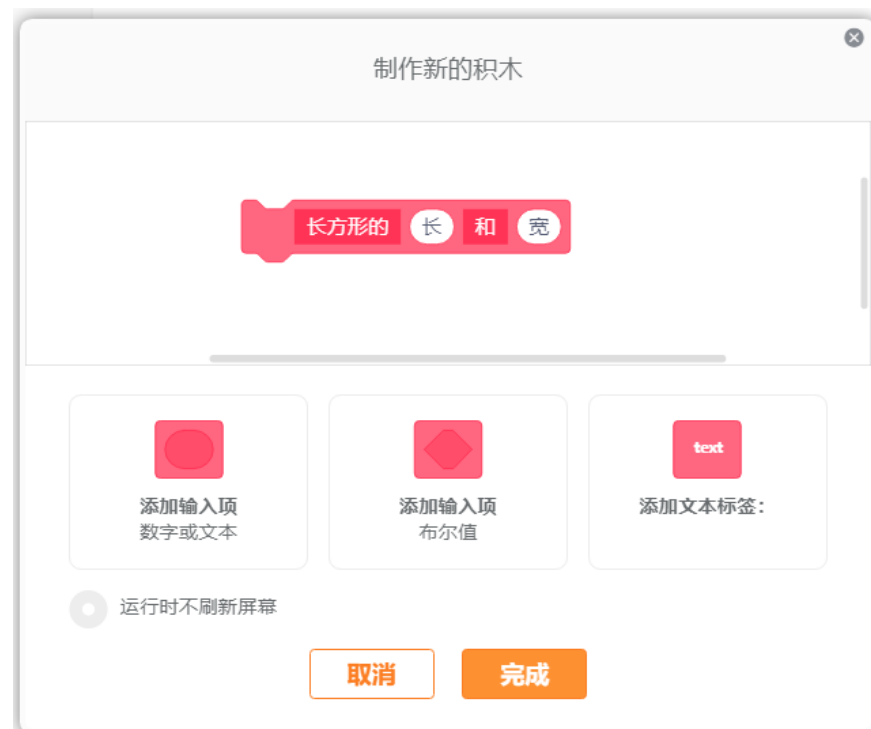 制作新的积木
长方形的 长 和 宽
text
添加输入项
数字或文本
添加输入项
布尔值
添加文本标签：
运行时不刷新屏幕
取消 完成